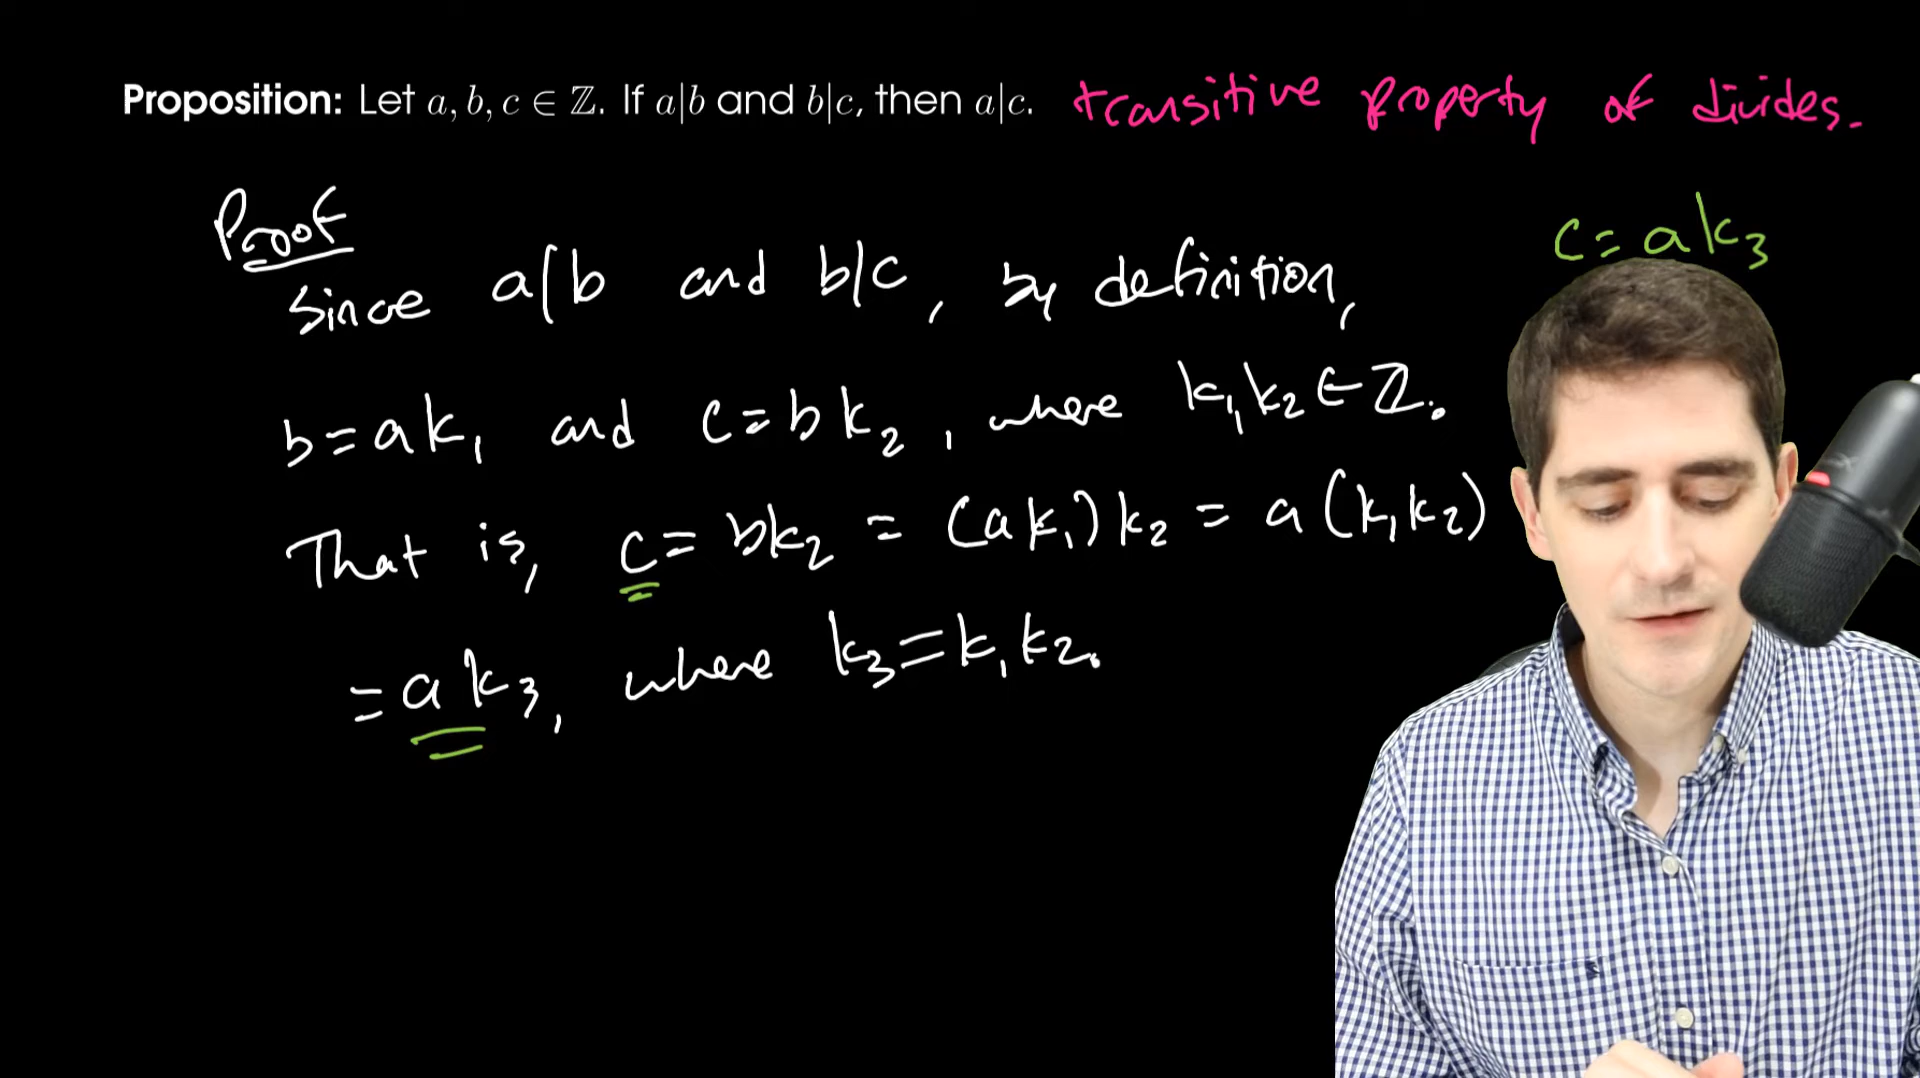 Proposition: Let a, b, c ∈ ℤ. If a|b and b|c, then a|c. transitive property of divides.
Proof
c = ak₃
Since a|b and b|c, by definition,
b = ak₁ and c = bk₂, where k₁, k₂ ∈ ℤ.
That is, c = bk₂ = (ak₁)k₂ = a(k₁k₂)
= ak₃, where k₃ = k₁k₂.